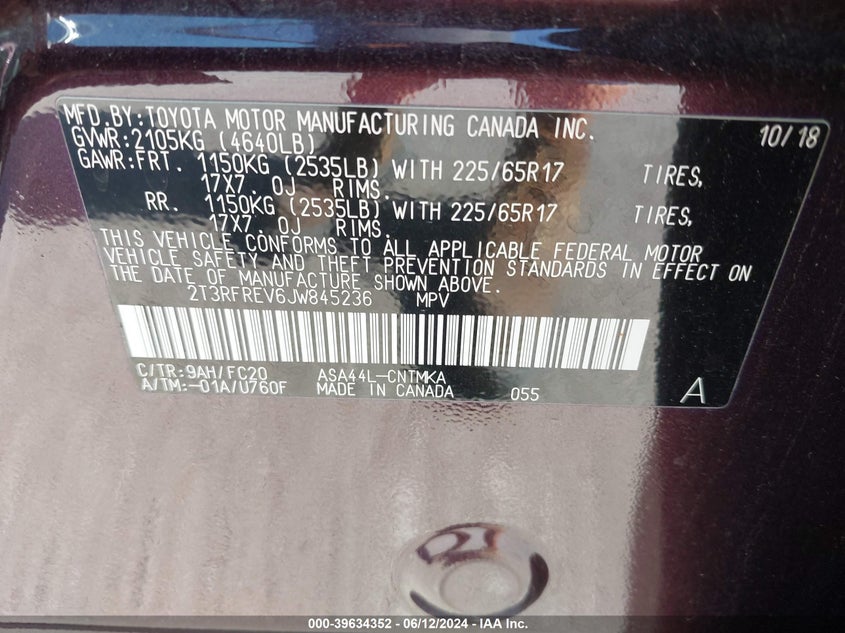 MFD.BY:TOYOTA MOTOR MANUFACTURING CANADA INC. 10/18
GVWR:2105KG (4640LB)
GAWR:FRT. 1150KG (2535LB) WITH 225/65R17 TIRES,
17X7. 0J RIMS.
RR. 1150KG (2535LB) WITH 225/65R17 TIRES,
17X7. 0J RIMS.
THIS VEHICLE CONFORMS TO ALL APPLICABLE FEDERAL MOTOR
VEHICLE SAFETY AND THEFT PREVENTION STANDARDS IN EFFECT ON
THE DATE OF MANUFACTURE SHOWN ABOVE.
2T3RFREV6JW845236 MPV
C/TR:9AH/FC20 ASA44L-CNTMKA
A/TM:-01A/U760F MADE IN CANADA 055 A
000-39634352 - 06/12/2024 - IAA Inc.